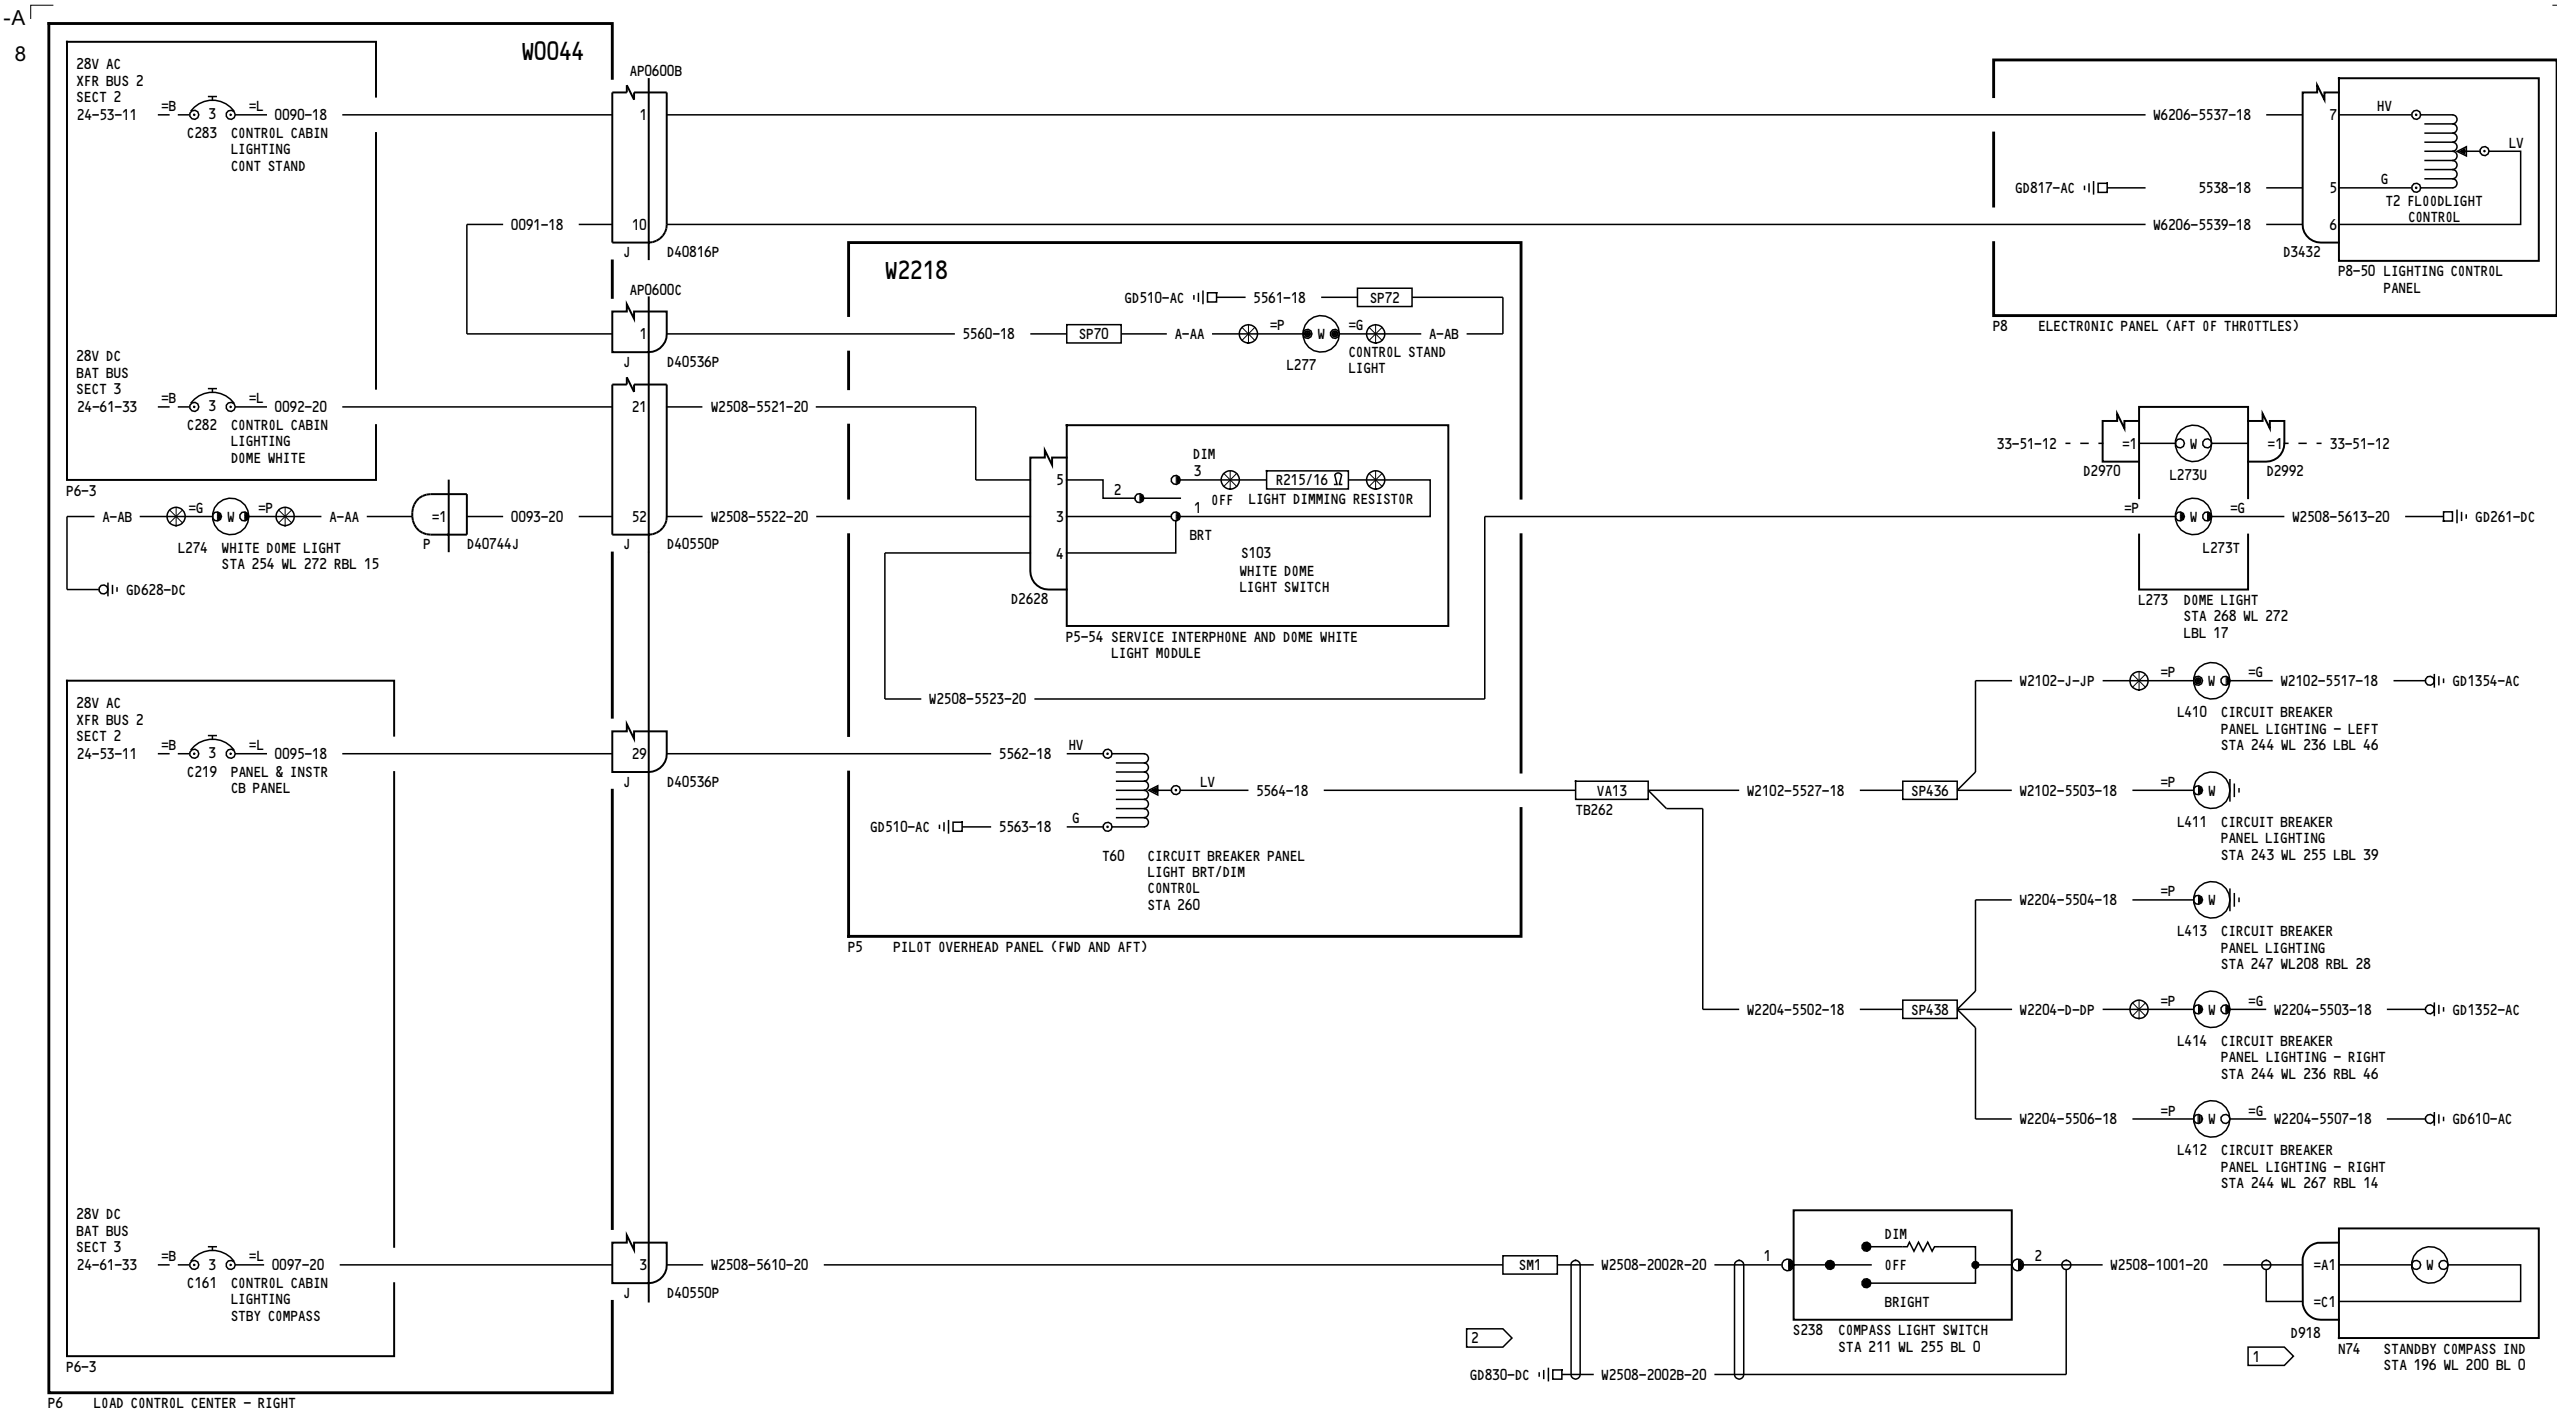 -A
8
W0044
28V AC
XFR BUS 2
SECT 2
24-53-11 =B 3 =L 0090-18
C283 CONTROL CABIN
LIGHTING
CONT STAND
0091-18
28V DC
BAT BUS
SECT 3
24-61-33 =B 3 =L 0092-20
C282 CONTROL CABIN
LIGHTING
DOME WHITE
P6-3
A-AB =G W =P A-AA =1 0093-20
L274 WHITE DOME LIGHT
STA 254 WL 272 RBL 15
P D40744J
GD628-DC
28V AC
XFR BUS 2
SECT 2
24-53-11 =B 3 =L 0095-18
C219 PANEL & INSTR
CB PANEL
28V DC
BAT BUS
SECT 3
24-61-33 =B 3 =L 0097-20
C161 CONTROL CABIN
LIGHTING
STBY COMPASS
P6-3
P6 LOAD CONTROL CENTER - RIGHT
AP0600B
1
10
J D40816P
AP0600C
1
J D40536P
21
52
J D40550P
29
J D40536P
3
J D40550P
W2508-5521-20
W2508-5522-20
W2508-5610-20
W2218
GD510-AC 5561-18 SP72
5560-18 SP70 A-AA =P W =G A-AB
L277 CONTROL STAND
LIGHT
DIM
5 2 3 R215/16 Ω
OFF LIGHT DIMMING RESISTOR
3 1
BRT
4
S103
WHITE DOME
LIGHT SWITCH
D2628
P5-54 SERVICE INTERPHONE AND DOME WHITE
LIGHT MODULE
W2508-5523-20
5562-18 HV
LV 5564-18
GD510-AC 5563-18 G
T60 CIRCUIT BREAKER PANEL
LIGHT BRT/DIM
CONTROL
STA 260
P5 PILOT OVERHEAD PANEL (FWD AND AFT)
W6206-5537-18 7 HV
LV
GD817-AC 5538-18 5 G
T2 FLOODLIGHT
CONTROL
W6206-5539-18 6
D3432
P8-50 LIGHTING CONTROL
PANEL
P8 ELECTRONIC PANEL (AFT OF THROTTLES)
33-51-12 =1 W =1 33-51-12
D2970 L273U D2992
=P W =G W2508-5613-20 GD261-DC
L273T
L273 DOME LIGHT
STA 268 WL 272
LBL 17
W2102-J-JP =P W =G W2102-5517-18 GD1354-AC
L410 CIRCUIT BREAKER
PANEL LIGHTING - LEFT
STA 244 WL 236 LBL 46
VA13 W2102-5527-18 SP436 W2102-5503-18 =P W
TB262
L411 CIRCUIT BREAKER
PANEL LIGHTING
STA 243 WL 255 LBL 39
W2204-5504-18 =P W
L413 CIRCUIT BREAKER
PANEL LIGHTING
STA 247 WL208 RBL 28
W2204-5502-18 SP438 W2204-D-DP =P W =G W2204-5503-18 GD1352-AC
L414 CIRCUIT BREAKER
PANEL LIGHTING - RIGHT
STA 244 WL 236 RBL 46
W2204-5506-18 =P W =G W2204-5507-18 GD610-AC
L412 CIRCUIT BREAKER
PANEL LIGHTING - RIGHT
STA 244 WL 267 RBL 14
DIM
SM1 W2508-2002R-20 1 OFF 2 W2508-1001-20 =A1 W
BRIGHT
=C1
S238 COMPASS LIGHT SWITCH
STA 211 WL 255 BL 0
D918
2
1
N74 STANDBY COMPASS IND
STA 196 WL 200 BL 0
GD830-DC W2508-2002B-20